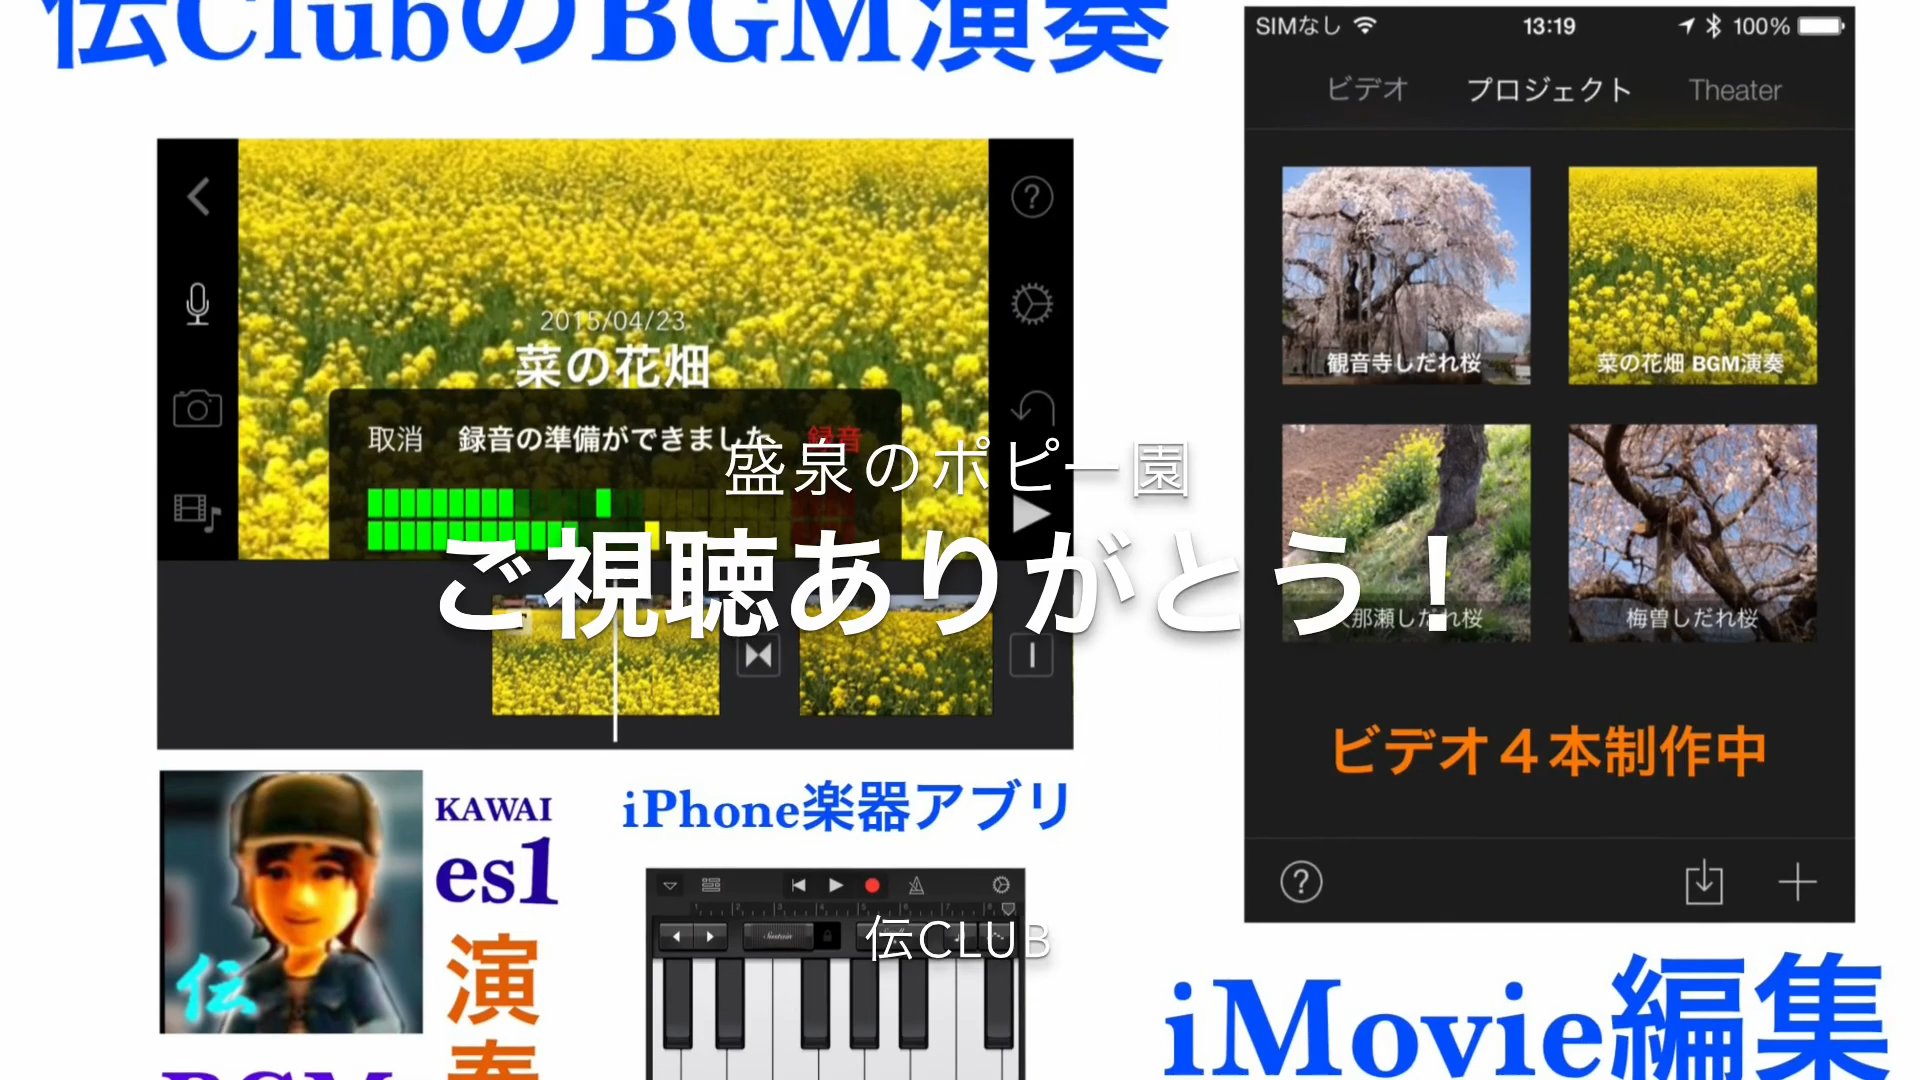 伝ClubのBGM演奏
SIMなし 13:19 100%
ビデオ プロジェクト Theater
2015/04/23
菜の花畑
取消 録音の準備ができました 録音
観音寺しだれ桜
菜の花畑 BGM演奏
盛泉のポピー園
ご視聴ありがとう！
那瀬しだれ桜
梅曽しだれ桜
ビデオ４本制作中
KAWAI
es1
演奏
iPhone楽器アプリ
伝
伝CLUB
iMovie編集
BGM